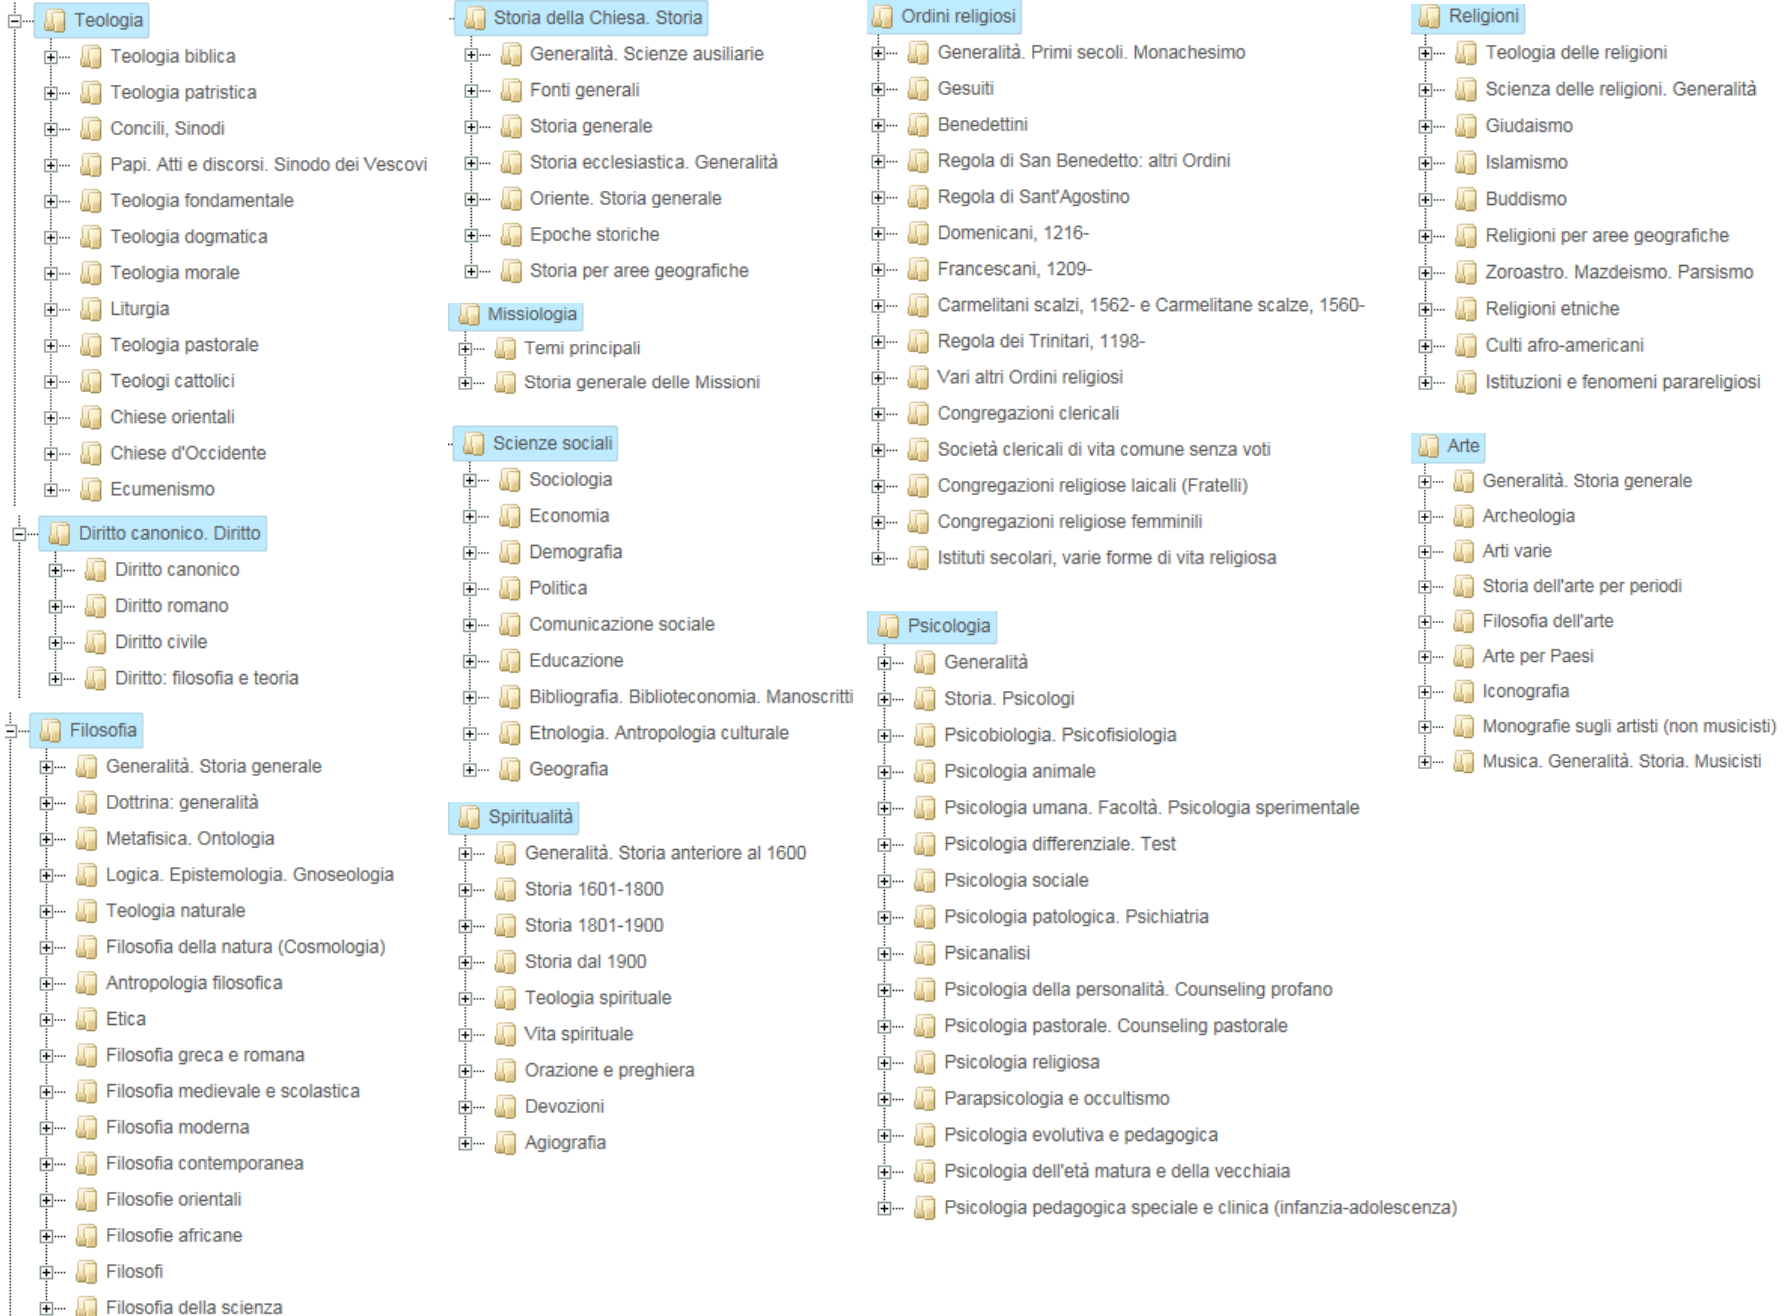 Teologia
Teologia biblica
Teologia patristica
Concili, Sinodi
Papi. Atti e discorsi. Sinodo dei Vescovi
Teologia fondamentale
Teologia dogmatica
Teologia morale
Liturgia
Teologia pastorale
Teologi cattolici
Chiese orientali
Chiese d'Occidente
Ecumenismo
Diritto canonico. Diritto
Diritto canonico
Diritto romano
Diritto civile
Diritto: filosofia e teoria
Filosofia
Generalità. Storia generale
Dottrina: generalità
Metafisica. Ontologia
Logica. Epistemologia. Gnoseologia
Teologia naturale
Filosofia della natura (Cosmologia)
Antropologia filosofica
Etica
Filosofia greca e romana
Filosofia medievale e scolastica
Filosofia moderna
Filosofia contemporanea
Filosofie orientali
Filosofie africane
Filosofi
Filosofia della scienza
Storia della Chiesa. Storia
Generalità. Scienze ausiliarie
Fonti generali
Storia generale
Storia ecclesiastica. Generalità
Oriente. Storia generale
Epoche storiche
Storia per aree geografiche
Missiologia
Temi principali
Storia generale delle Missioni
Scienze sociali
Sociologia
Economia
Demografia
Politica
Comunicazione sociale
Educazione
Bibliografia. Biblioteconomia. Manoscritti
Etnologia. Antropologia culturale
Geografia
Spiritualità
Generalità. Storia anteriore al 1600
Storia 1601-1800
Storia 1801-1900
Storia dal 1900
Teologia spirituale
Vita spirituale
Orazione e preghiera
Devozioni
Agiografia
Ordini religiosi
Generalità. Primi secoli. Monachesimo
Gesuiti
Benedettini
Regola di San Benedetto: altri Ordini
Regola di Sant'Agostino
Domenicani, 1216-
Francescani, 1209-
Carmelitani scalzi, 1562- e Carmelitane scalze, 1560-
Regola dei Trinitari, 1198-
Vari altri Ordini religiosi
Congregazioni clericali
Società clericali di vita comune senza voti
Congregazioni religiose laicali (Fratelli)
Congregazioni religiose femminili
Istituti secolari, varie forme di vita religiosa
Psicologia
Generalità
Storia. Psicologi
Psicobiologia. Psicofisiologia
Psicologia animale
Psicologia umana. Facoltà. Psicologia sperimentale
Psicologia differenziale. Test
Psicologia sociale
Psicologia patologica. Psichiatria
Psicanalisi
Psicologia della personalità. Counseling profano
Psicologia pastorale. Counseling pastorale
Psicologia religiosa
Parapsicologia e occultismo
Psicologia evolutiva e pedagogica
Psicologia dell'età matura e della vecchiaia
Psicologia pedagogica speciale e clinica (infanzia-adolescenza)
Religioni
Teologia delle religioni
Scienza delle religioni. Generalità
Giudaismo
Islamismo
Buddismo
Religioni per aree geografiche
Zoroastro. Mazdeismo. Parsismo
Religioni etniche
Culti afro-americani
Istituzioni e fenomeni parareligiosi
Arte
Generalità. Storia generale
Archeologia
Arti varie
Storia dell'arte per periodi
Filosofia dell'arte
Arte per Paesi
Iconografia
Monografie sugli artisti (non musicisti)
Musica. Generalità. Storia. Musicisti